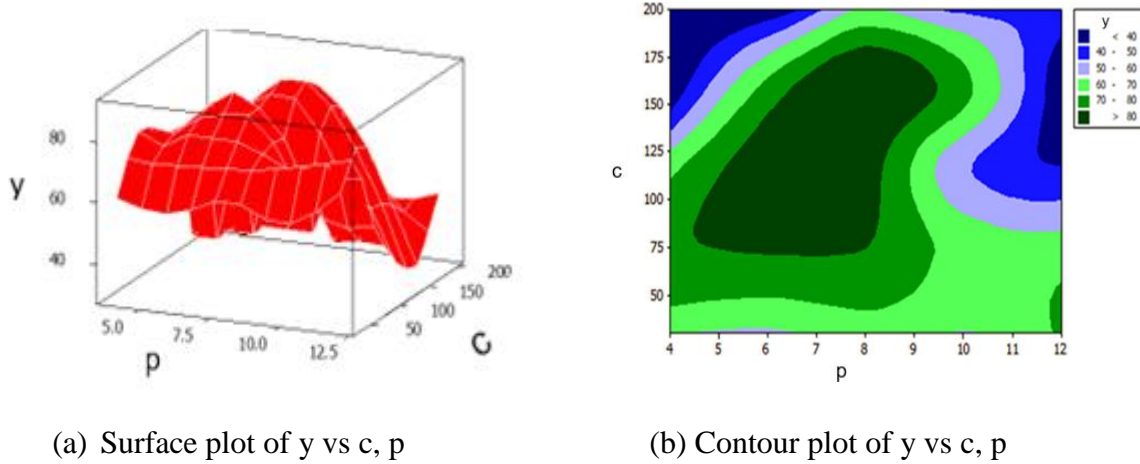 80
60
40
y
5.0
7.5
10.0
12.5
p
50
100
150
200
c
200
175
150
125
100
75
50
c
4 5 6 7 8 9 10 11 12
p
y
< 40
40 - 50
50 - 60
60 - 70
70 - 80
> 80
(a) Surface plot of y vs c, p
(b) Contour plot of y vs c, p